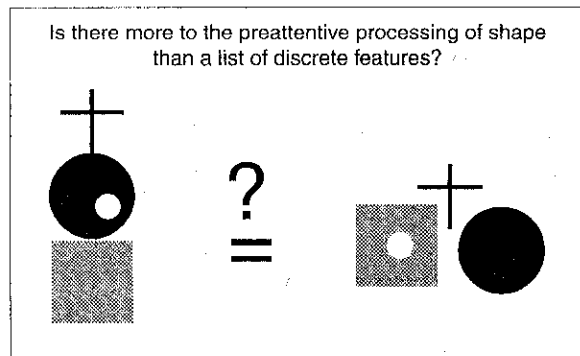 Is there more to the preattentive processing of shape
than a list of discrete features?
?
=